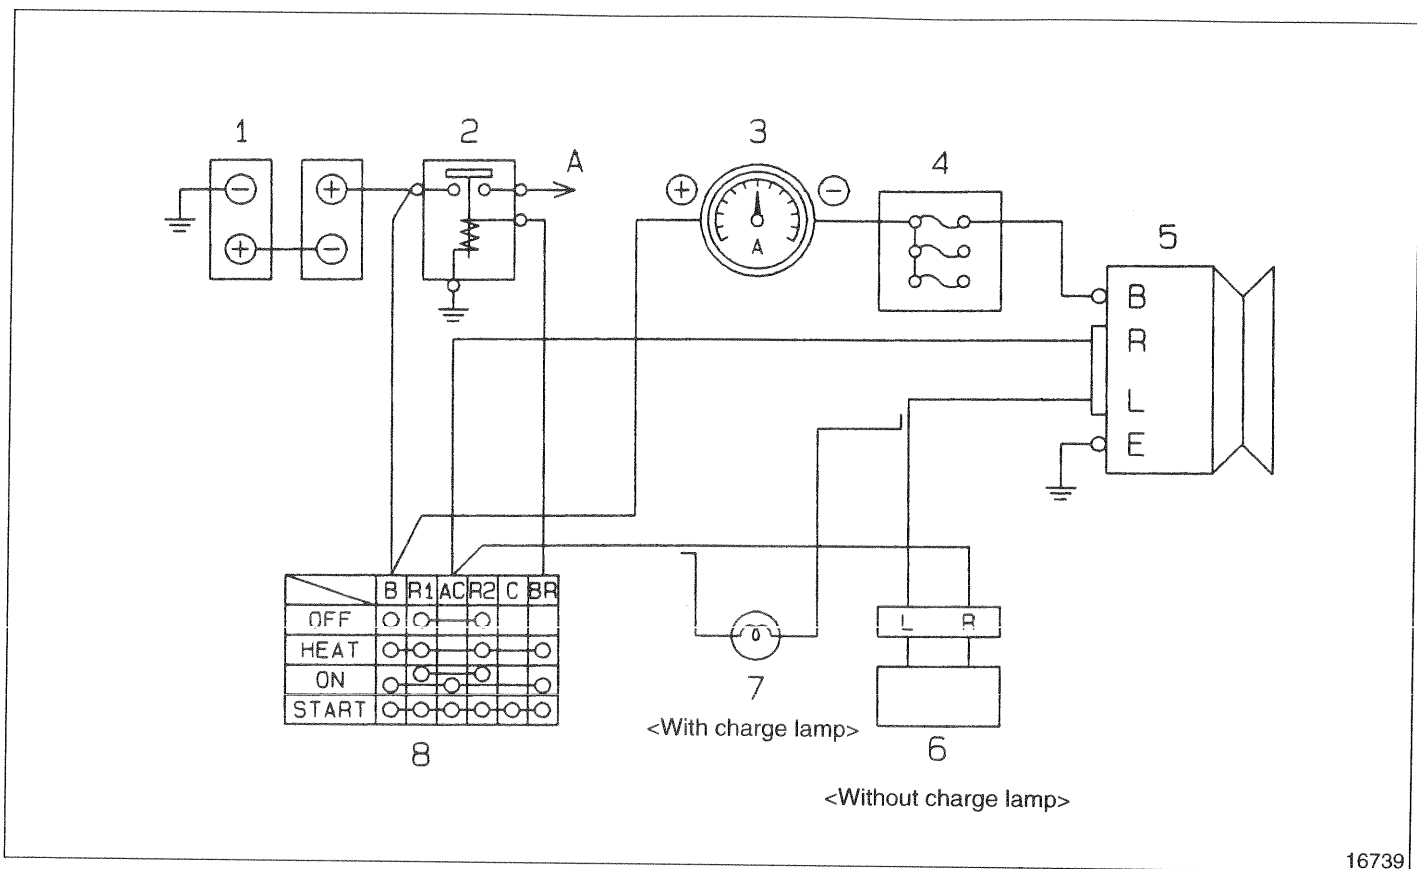 1
2
3
4
5
6
7
8
A
+
−
−
+
+
−
A
B
R
L
E
L R
<With charge lamp>
<Without charge lamp>
B R1 AC R2 C BR
OFF
HEAT
ON
START
16739